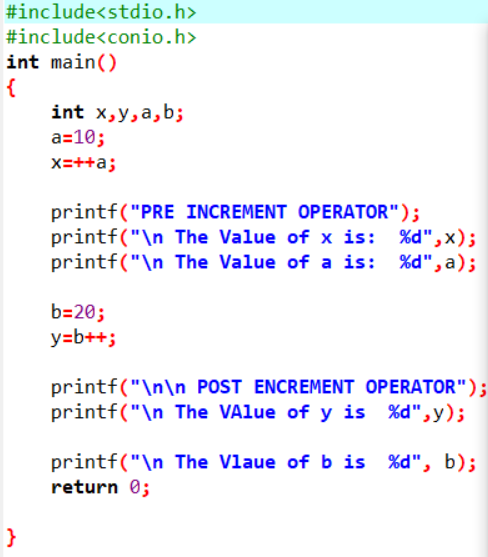 #include<stdio.h>
#include<conio.h>
int main()
{
int x,y,a,b;
a=10;
x=++a;
printf("PRE INCREMENT OPERATOR");
printf("\n The Value of x is:  %d",x);
printf("\n The Value of a is:  %d",a);
b=20;
y=b++;
printf("\n\n POST ENCREMENT OPERATOR");
printf("\n The VAlue of y is  %d",y);
printf("\n The Vlaue of b is  %d", b);
return 0;
}